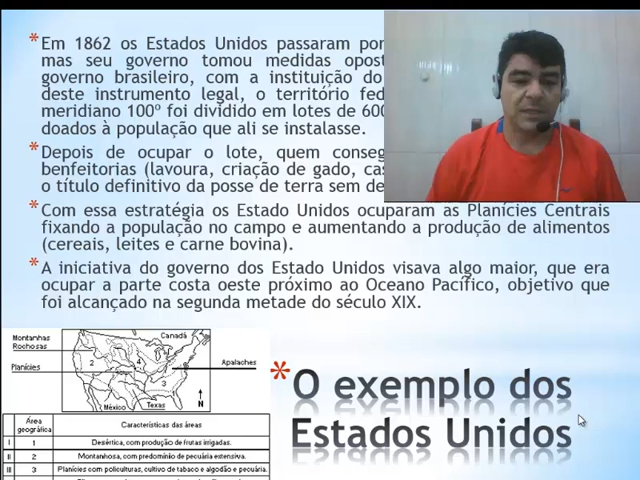 * Em 1862 os Estados Unidos passaram por
mas seu governo tomou medidas opost
governo brasileiro, com a instituição do
deste instrumento legal, o território fed
meridiano 100º foi dividido em lotes de 600
doados à população que ali se instalasse.
* Depois de ocupar o lote, quem conseg
benfeitorias (lavoura, criação de gado, cas
o título definitivo da posse de terra sem de
* Com essa estratégia os Estado Unidos ocuparam as Planícies Centrais
fixando a população no campo e aumentando a produção de alimentos
(cereais, leites e carne bovina).
* A iniciativa do governo dos Estado Unidos visava algo maior, que era
ocupar a parte costa oeste próximo ao Oceano Pacífico, objetivo que
foi alcançado na segunda metade do século XIX.
Montanhas
Rochosas
Canadá
Planícies
Apalaches
2
4
3
México
Texas
N
* O exemplo dos
Estados Unidos
Área
geográfica
Características das áreas
I 1 Desértica, com produção de frutas irrigadas.
II 2 Montanhosa, com predomínio de pecuária extensiva.
III 3 Planícies com policulturas, cultivo de tabaco e algodão e pecuária.